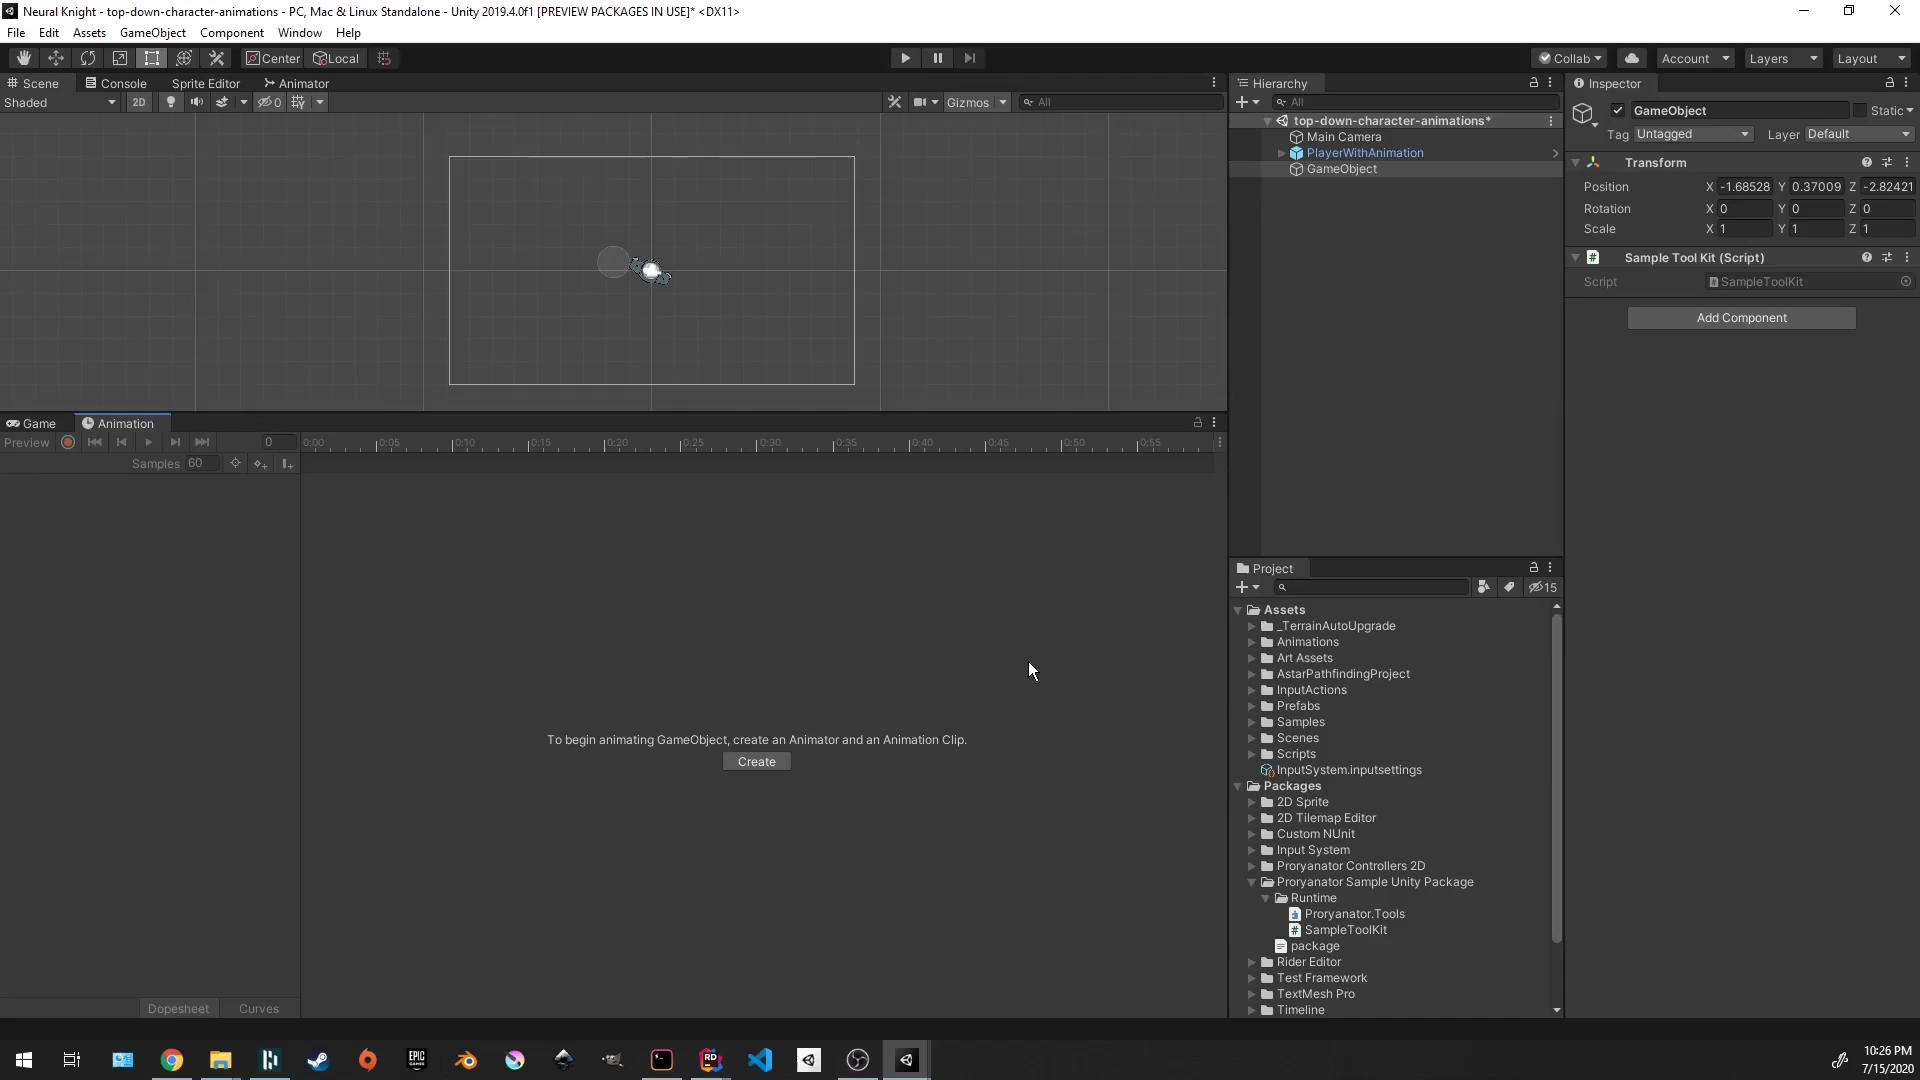 Neural Knight - top-down-character-animations - PC, Mac & Linux Standalone - Unity 2019.4.0f1 [PREVIEW PACKAGES IN USE]* <DX11>
File Edit Assets GameObject Component Window Help
Center Local Collab Account Layers Layout
Scene Console Sprite Editor Animator
Shaded 2D 0 Gizmos All
Hierarchy
All
top-down-character-animations*
Main Camera
PlayerWithAnimation
GameObject
Inspector
GameObject Static
Tag Untagged Layer Default
Transform
Position X -1.68528 Y 0.37009 Z -2.82421
Rotation X 0 Y 0 Z 0
Scale X 1 Y 1 Z 1
Sample Tool Kit (Script)
Script SampleToolKit
Add Component
Game Animation
Preview 0 0:00 0:05 0:10 0:15 0:20 0:25 0:30 0:35 0:40 0:45 0:50 0:55
Samples 60
To begin animating GameObject, create an Animator and an Animation Clip.
Create
Dopesheet Curves
Project
15
Assets
_TerrainAutoUpgrade
Animations
Art Assets
AstarPathfindingProject
InputActions
Prefabs
Samples
Scenes
Scripts
InputSystem.inputsettings
Packages
2D Sprite
2D Tilemap Editor
Custom NUnit
Input System
Proryanator Controllers 2D
Proryanator Sample Unity Package
Runtime
Proryanator.Tools
SampleToolKit
package
Rider Editor
Test Framework
TextMesh Pro
Timeline
EPIC GAMES
RD
10:26 PM
7/15/2020